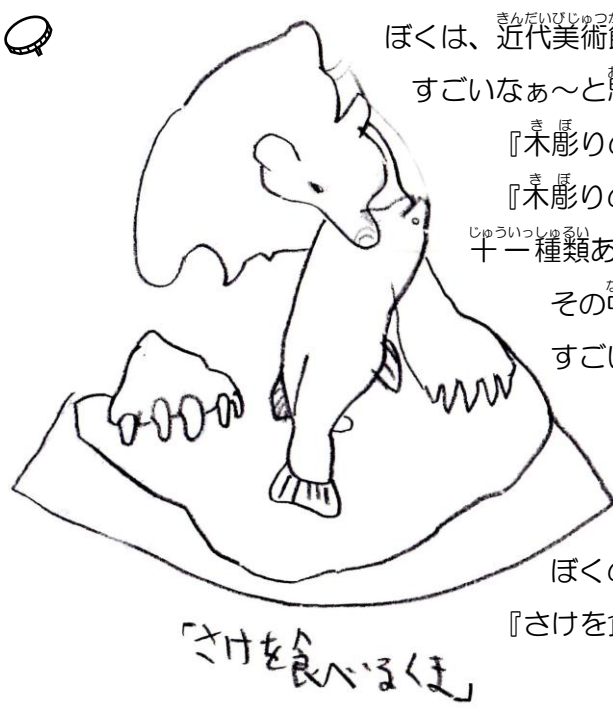 ぼくは、近代美術
すごいなぁ~と
『木彫りの
『木彫りの
十一種類あ
その
すごい
ぼくの
『さけを食
「さけを食べるくま」